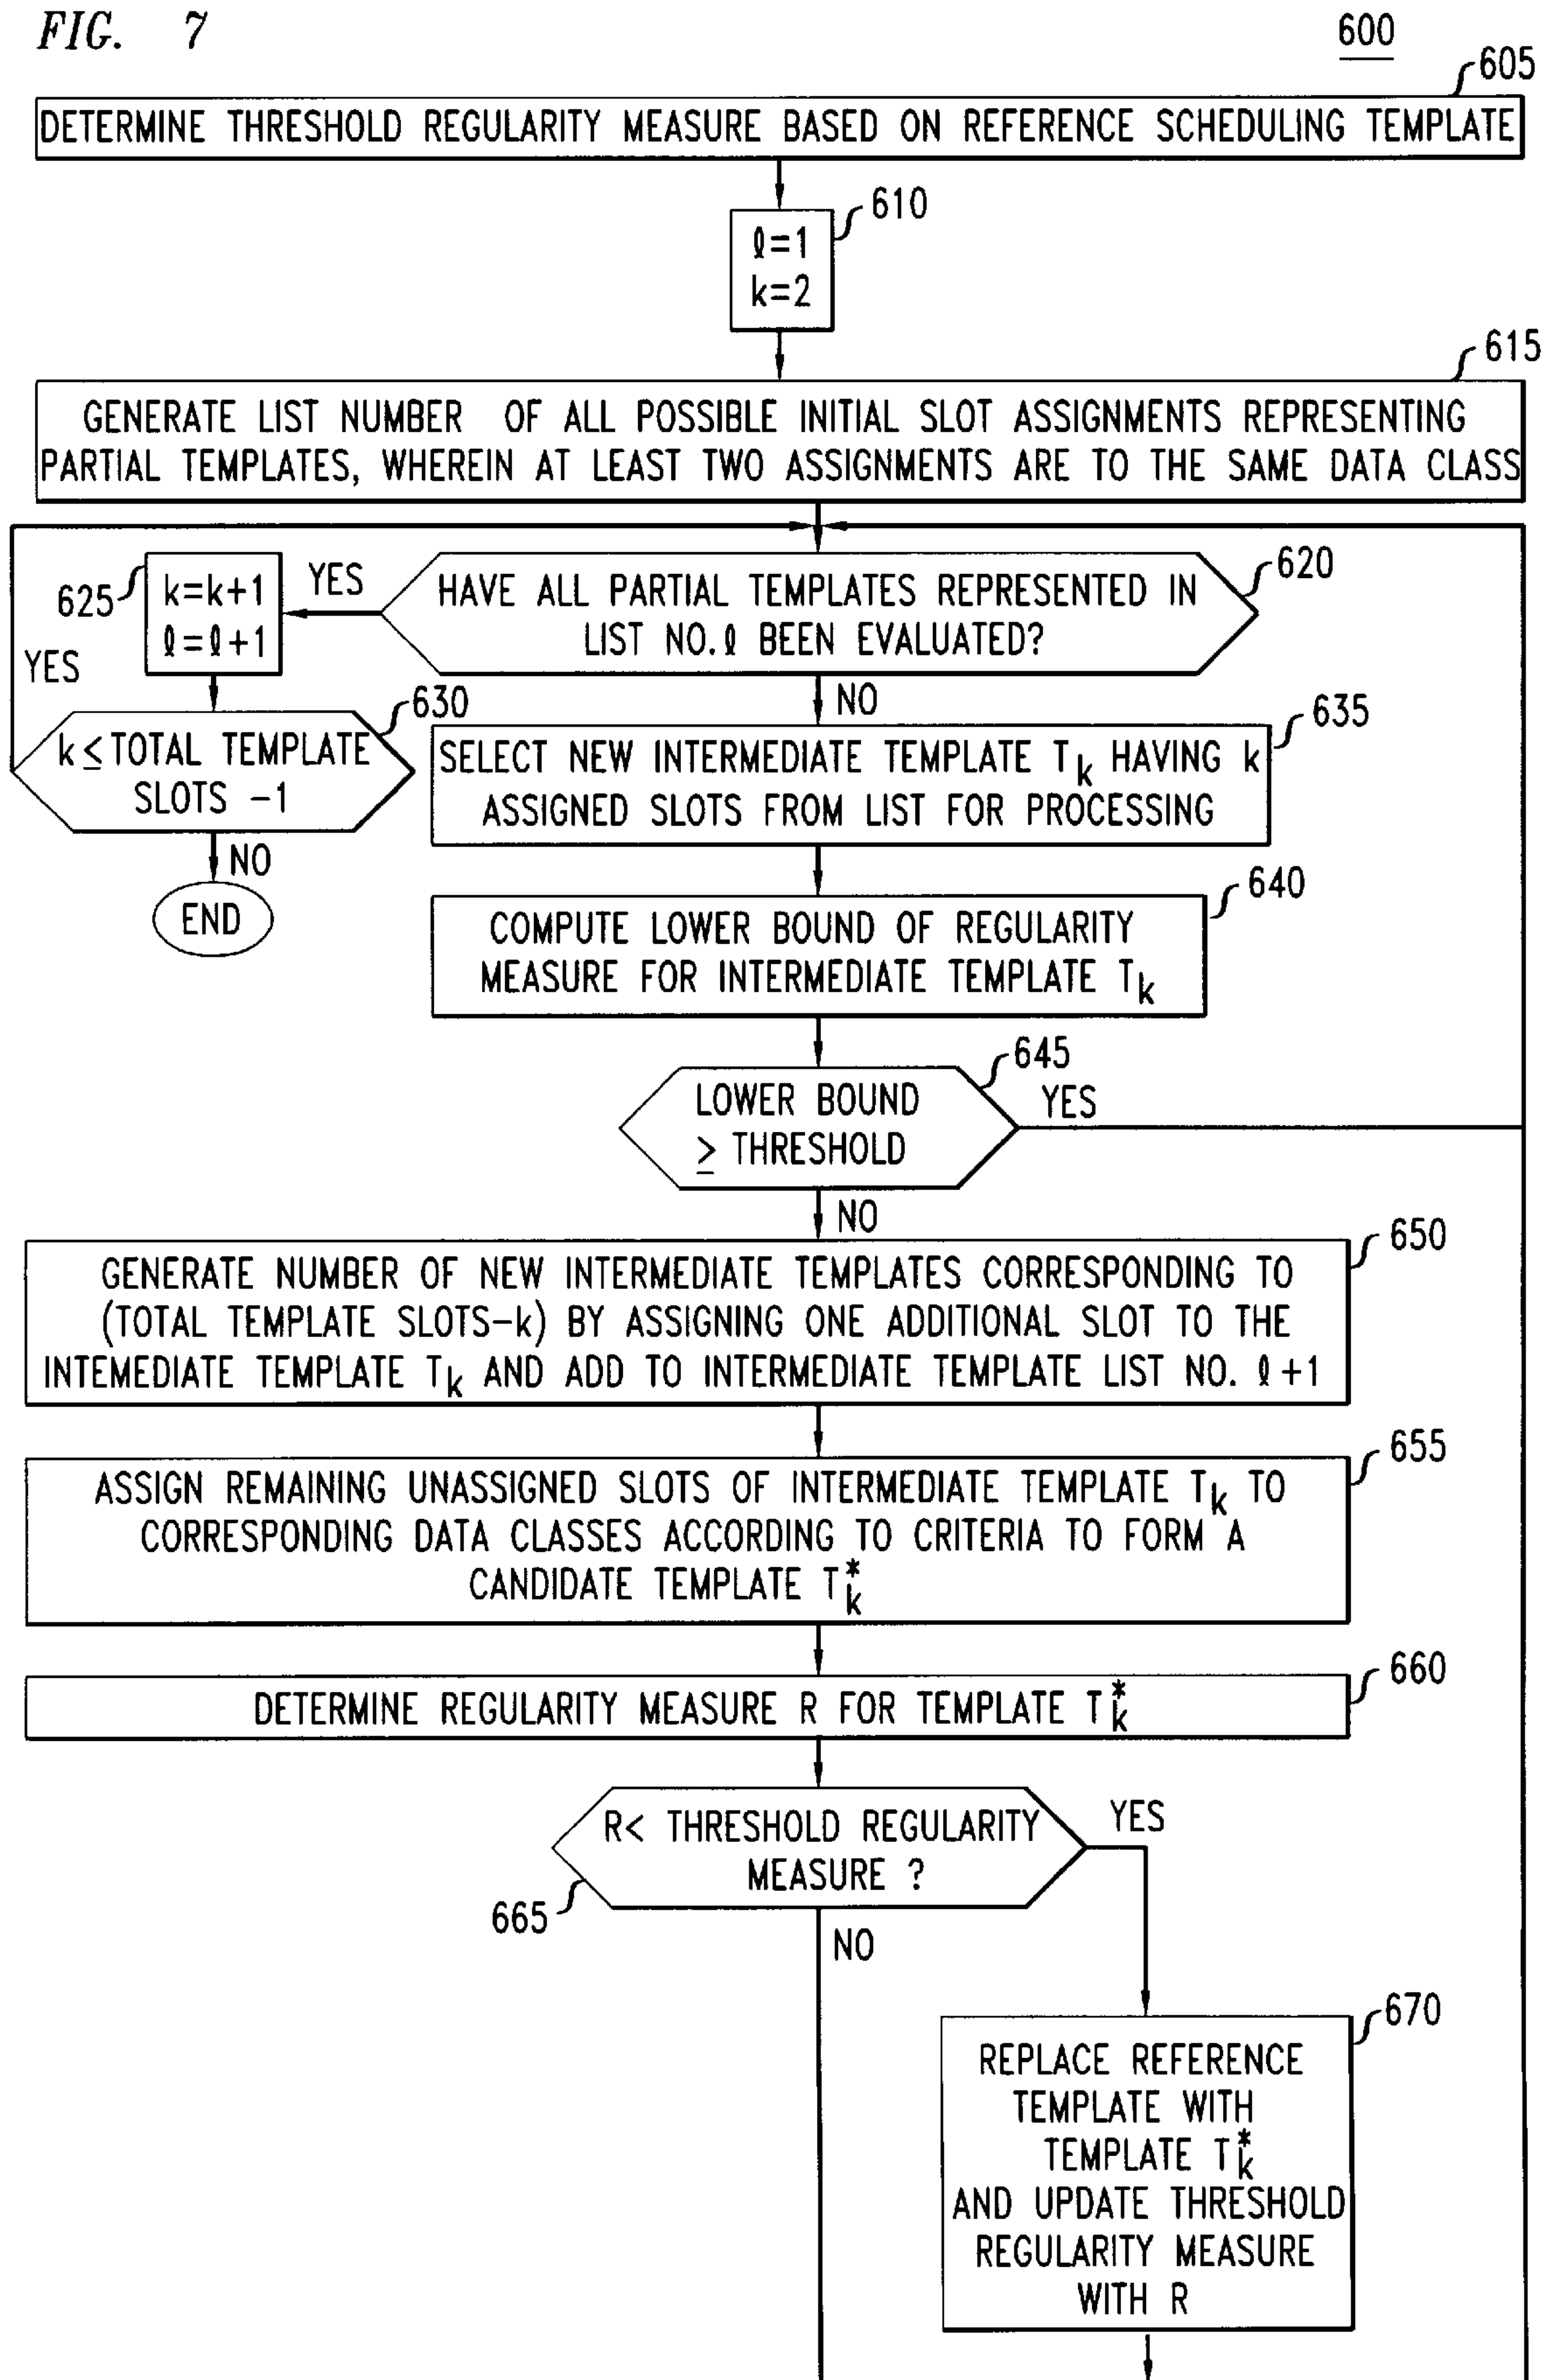 FIG. 7
600
605
DETERMINE THRESHOLD REGULARITY MEASURE BASED ON REFERENCE SCHEDULING TEMPLATE
610
ℓ=1
k=2
615
GENERATE LIST NUMBER OF ALL POSSIBLE INITIAL SLOT ASSIGNMENTS REPRESENTING
PARTIAL TEMPLATES, WHEREIN AT LEAST TWO ASSIGNMENTS ARE TO THE SAME DATA CLASS
620
HAVE ALL PARTIAL TEMPLATES REPRESENTED IN
LIST NO. ℓ BEEN EVALUATED?
YES
625
k=k+1
ℓ=ℓ+1
YES
630
k≤TOTAL TEMPLATE
SLOTS -1
NO
END
NO
635
SELECT NEW INTERMEDIATE TEMPLATE Tk HAVING k
ASSIGNED SLOTS FROM LIST FOR PROCESSING
640
COMPUTE LOWER BOUND OF REGULARITY
MEASURE FOR INTERMEDIATE TEMPLATE Tk
645
LOWER BOUND
≥ THRESHOLD
YES
NO
650
GENERATE NUMBER OF NEW INTERMEDIATE TEMPLATES CORRESPONDING TO
(TOTAL TEMPLATE SLOTS-k) BY ASSIGNING ONE ADDITIONAL SLOT TO THE
INTEMEDIATE TEMPLATE Tk AND ADD TO INTERMEDIATE TEMPLATE LIST NO. ℓ+1
655
ASSIGN REMAINING UNASSIGNED SLOTS OF INTERMEDIATE TEMPLATE Tk TO
CORRESPONDING DATA CLASSES ACCORDING TO CRITERIA TO FORM A
CANDIDATE TEMPLATE T*k
660
DETERMINE REGULARITY MEASURE R FOR TEMPLATE T*k
665
R< THRESHOLD REGULARITY
MEASURE ?
YES
NO
670
REPLACE REFERENCE
TEMPLATE WITH
TEMPLATE T*k
AND UPDATE THRESHOLD
REGULARITY MEASURE
WITH R